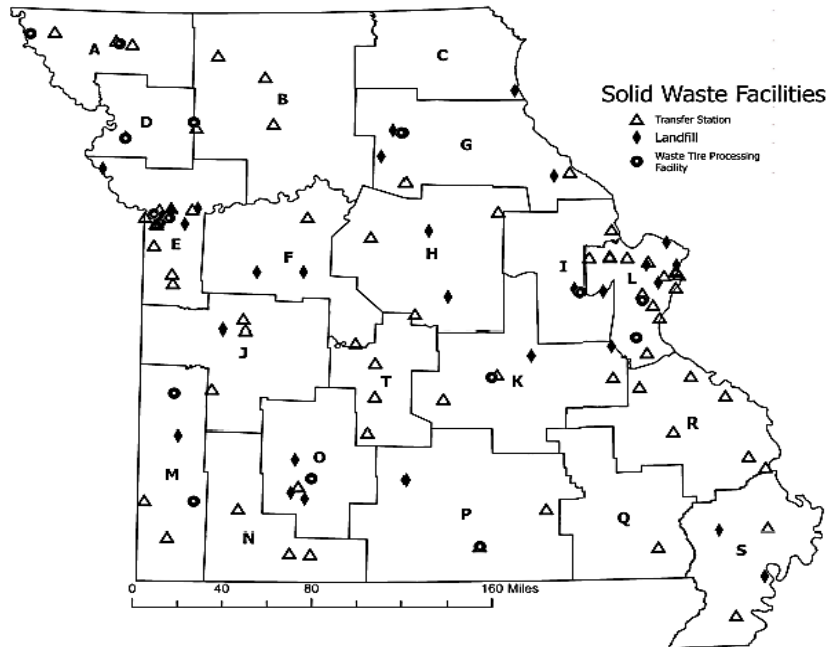 C
A
Solid Waste Facilities
B
Transfer Station
D
Landfill
G
Waste Tire Processing
Facility
E
F
H
I
L
J
T
K
R
M
O
N
P
Q
S
0 40 80 160 Miles